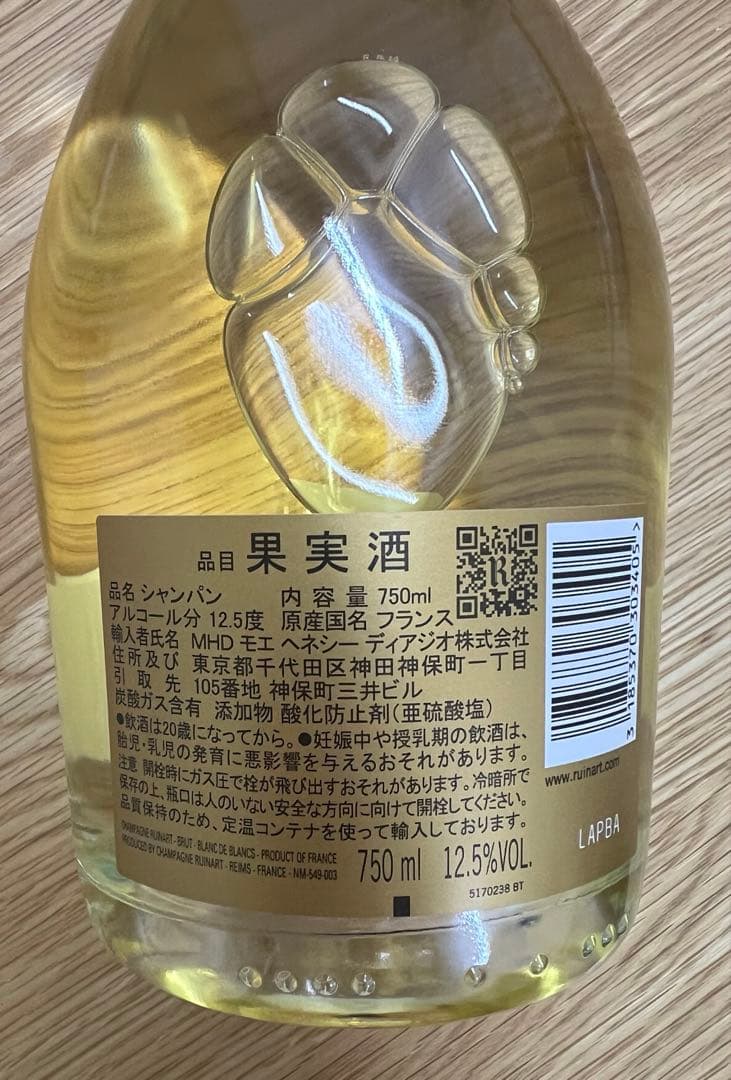 品目 果実酒
品名 シャンパン 内容量 750ml
アルコール分 12.5度 原産国名 フランス
輸入者氏名 MHD モエ ヘネシー ディアジオ株式会社
住所及び 東京都千代田区神田神保町一丁目
引取先 105番地 神保町三井ビル
炭酸ガス含有 添加物 酸化防止剤(亜硫酸塩)
●飲酒は20歳になってから。●妊娠中や授乳期の飲酒は、
胎児・乳児の発育に悪影響を与えるおそれがあります。
注意 開栓時にガス圧で栓が飛び出すおそれがあります。冷暗所で
保存の上、瓶口は人のいない安全な方向に向けて開栓してください。
品質保持のため、定温コンテナを使って輸入しております。
CHAMPAGNE RUINART - BRUT - BLANC DE BLANCS - PRODUCT OF FRANCE
PRODUCED BY CHAMPAGNE RUINART - REIMS - FRANCE - NM-549-003
750 ml 12.5%VOL.
5170238 BT
R
3 185370 303405 >
www.ruinart.com
LAPBA